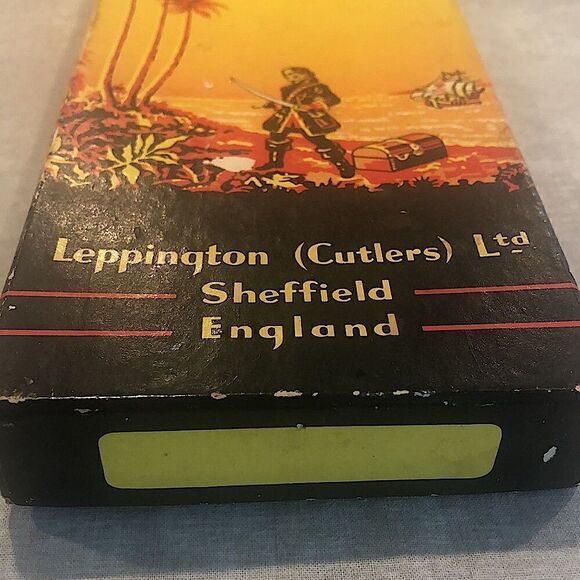 Leppington (Cutlers) Ltd
Sheffield
England